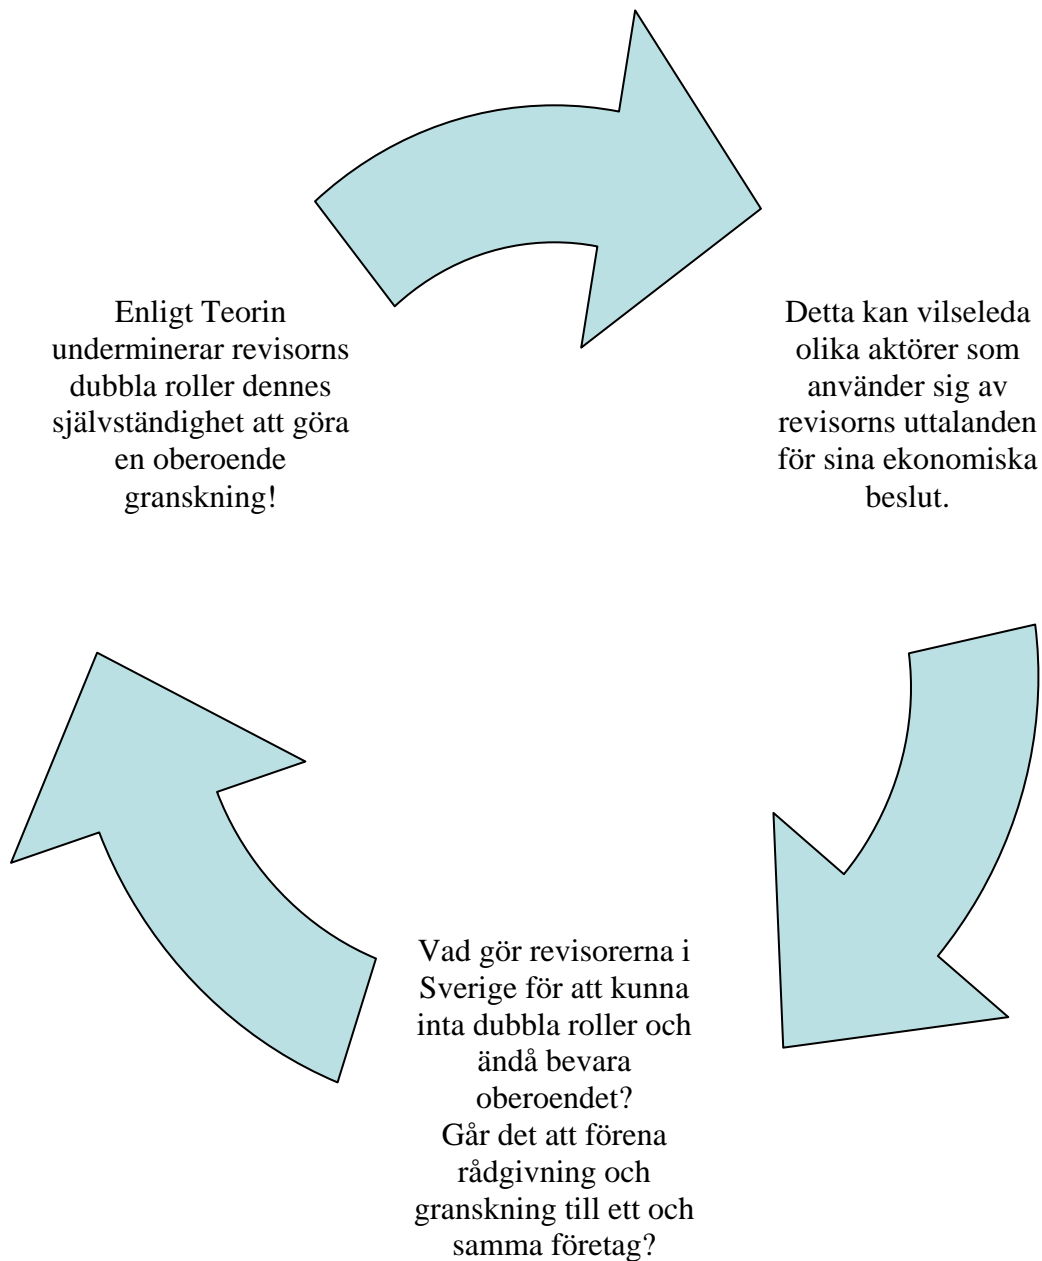 Enligt Teorin
underminerar revisorns
dubbla roller dennes
självständighet att göra
en oberoende
granskning!
Detta kan vilseleda
olika aktörer som
använder sig av
revisorns uttalanden
för sina ekonomiska
beslut.
Vad gör revisorerna i
Sverige för att kunna
inta dubbla roller och
ändå bevara
oberoendet?
Går det att förena
rådgivning och
granskning till ett och
samma företag?